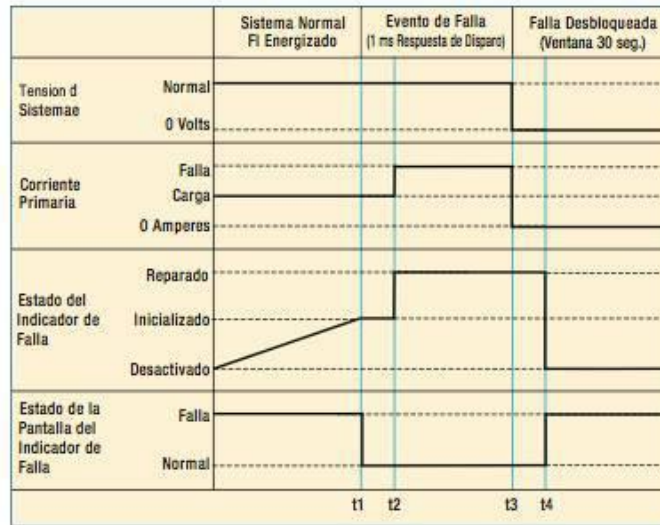 Sistema Normal
FI Energizado
Evento de Falla
(1 ms Respuesta de Disparo)
Falla Desbloqueada
(Ventana 30 seg.)
Tension d
Sistemae
Normal
0 Volts
Corriente
Primaria
Falla
Carga
0 Amperes
Estado del
Indicador de
Falla
Reparado
Inicializado
Desactivado
Estado de la
Pantalla del
Indicador de
Falla
Falla
Normal
t1 t2 t3 t4